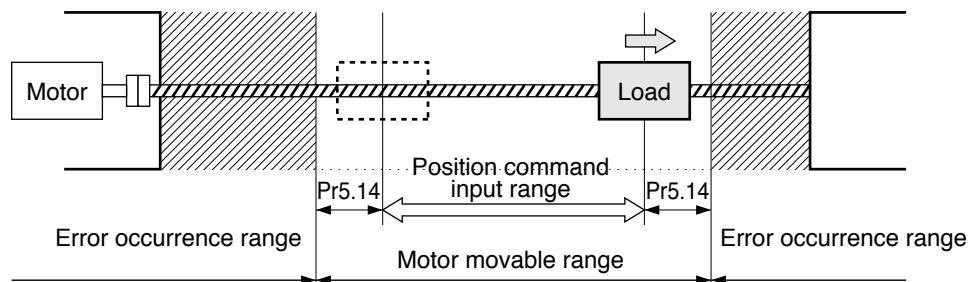 Motor
Load
Position command
input range
Pr5.14
Pr5.14
Error occurrence range
Error occurrence range
Motor movable range